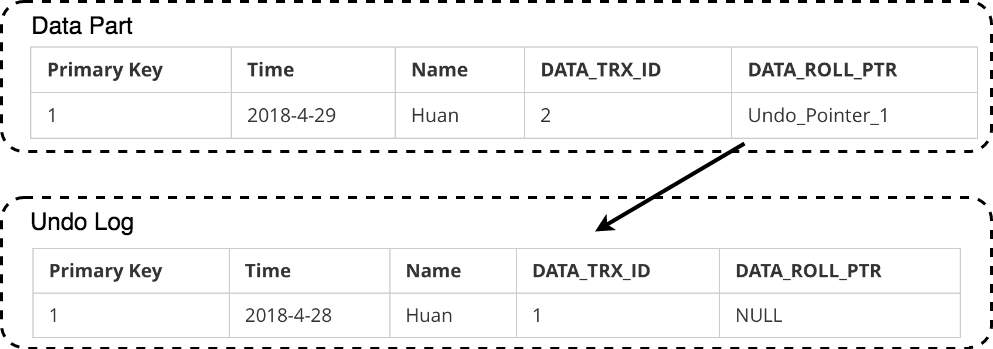 Data Part
Primary Key Time Name DATA_TRX_ID DATA_ROLL_PTR
1 2018-4-29 Huan 2 Undo_Pointer_1
Undo Log
Primary Key Time Name DATA_TRX_ID DATA_ROLL_PTR
1 2018-4-28 Huan 1 NULL